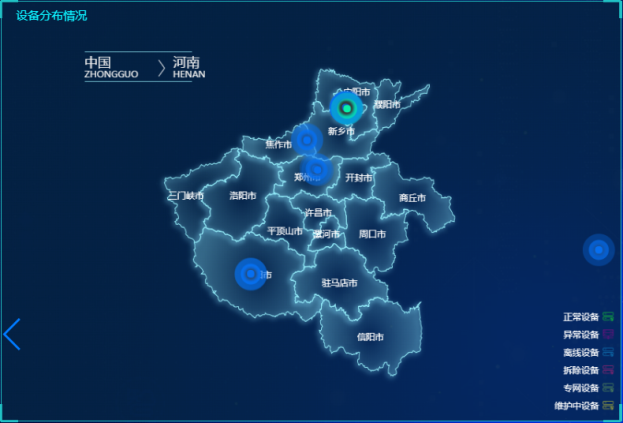 设备分布情况
中国
河南
ZHONGGUO
HENAN
安阳市
濮阳市
新乡市
焦作市
三门峡市
洛阳市
开封市
商丘市
许昌市
平顶山市
漯河市
周口市
驻马店市
信阳市
正常设备
异常设备
离线设备
拆除设备
专网设备
维护中设备